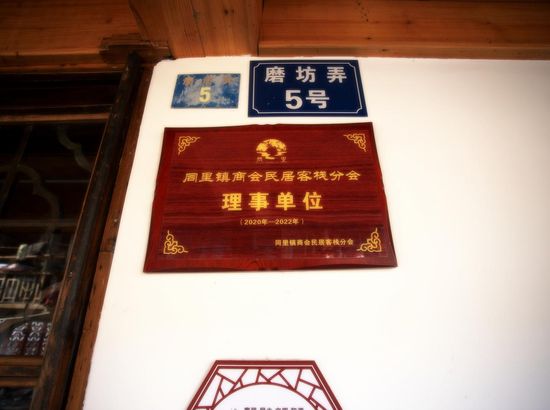 磨坊弄
5号
5
同里
同里镇商会民居客栈分会
理事单位
(2020年—2022年)
同里镇商会民居客栈分会